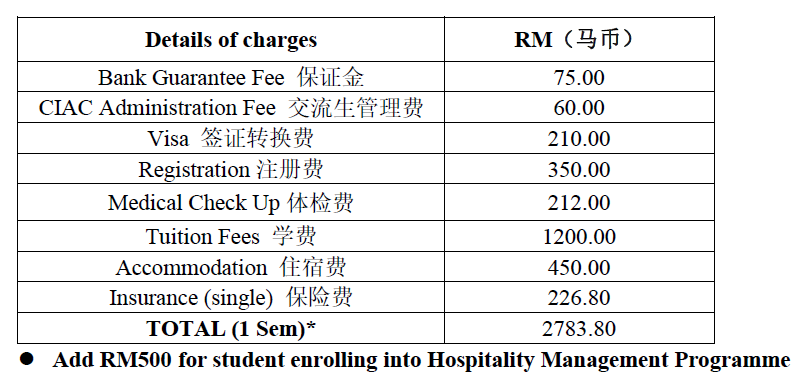 Details of charges RM（马币）
Bank Guarantee Fee 保证金 75.00
CIAC Administration Fee 交流生管理费 60.00
Visa 签证转换费 210.00
Registration 注册费 350.00
Medical Check Up 体检费 212.00
Tuition Fees 学费 1200.00
Accommodation 住宿费 450.00
Insurance (single) 保险费 226.80
TOTAL (1 Sem)* 2783.80
● Add RM500 for student enrolling into Hospitality Management Programme